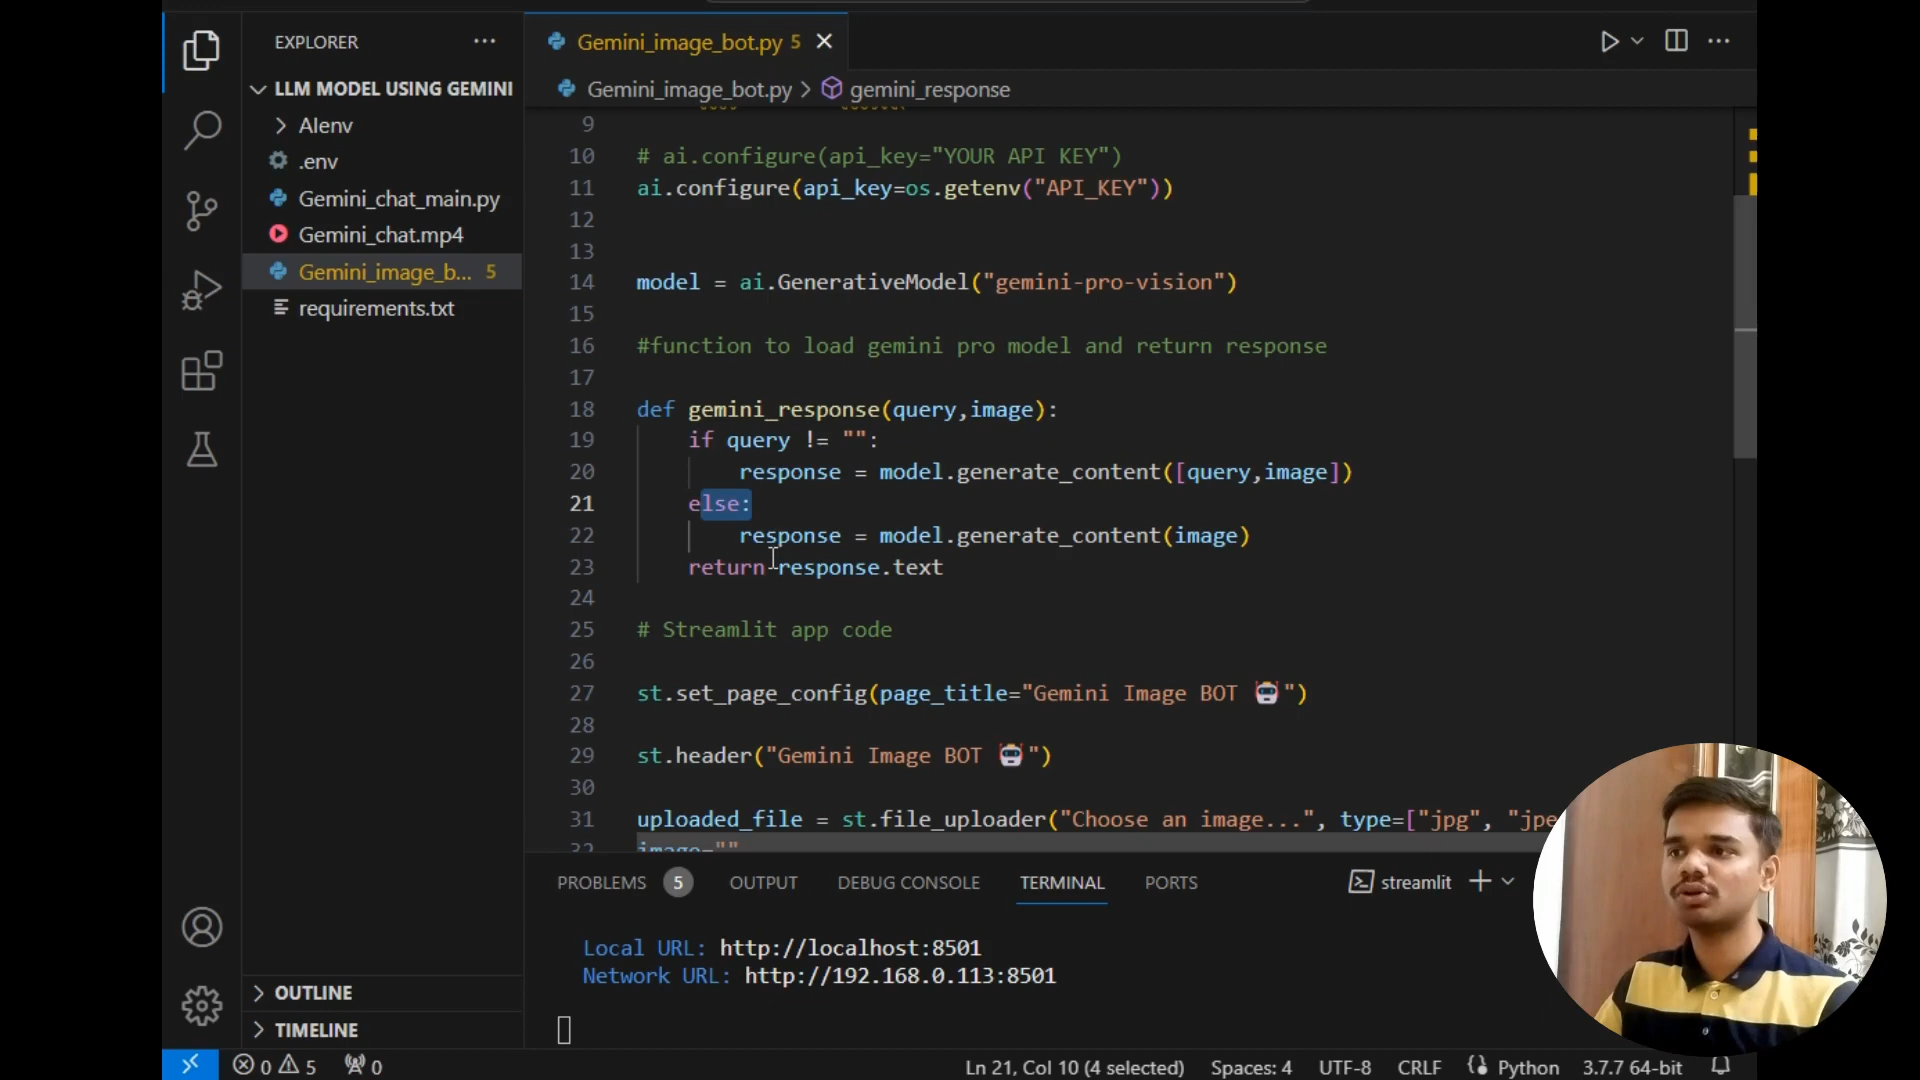 EXPLORER
LLM MODEL USING GEMINI
AIenv
.env
Gemini_chat_main.py
Gemini_chat.mp4
Gemini_image_b... 5
requirements.txt
OUTLINE
TIMELINE
Gemini_image_bot.py 5
Gemini_image_bot.py > gemini_response
9
10 # ai.configure(api_key="YOUR API KEY")
11 ai.configure(api_key=os.getenv("API_KEY"))
12
13
14 model = ai.GenerativeModel("gemini-pro-vision")
15
16 #function to load gemini pro model and return response
17
18 def gemini_response(query,image):
19 if query != "":
20 response = model.generate_content([query,image])
21 else:
22 response = model.generate_content(image)
23 return response.text
24
25 # Streamlit app code
26
27 st.set_page_config(page_title="Gemini Image BOT 🤖")
28
29 st.header("Gemini Image BOT 🤖")
30
31 uploaded_file = st.file_uploader("Choose an image...", type=["jpg", "jpe
32 image=""
PROBLEMS 5 OUTPUT DEBUG CONSOLE TERMINAL PORTS streamlit
Local URL: http://localhost:8501
Network URL: http://192.168.0.113:8501
0 5 0 Ln 21, Col 10 (4 selected) Spaces: 4 UTF-8 CRLF Python 3.7.7 64-bit